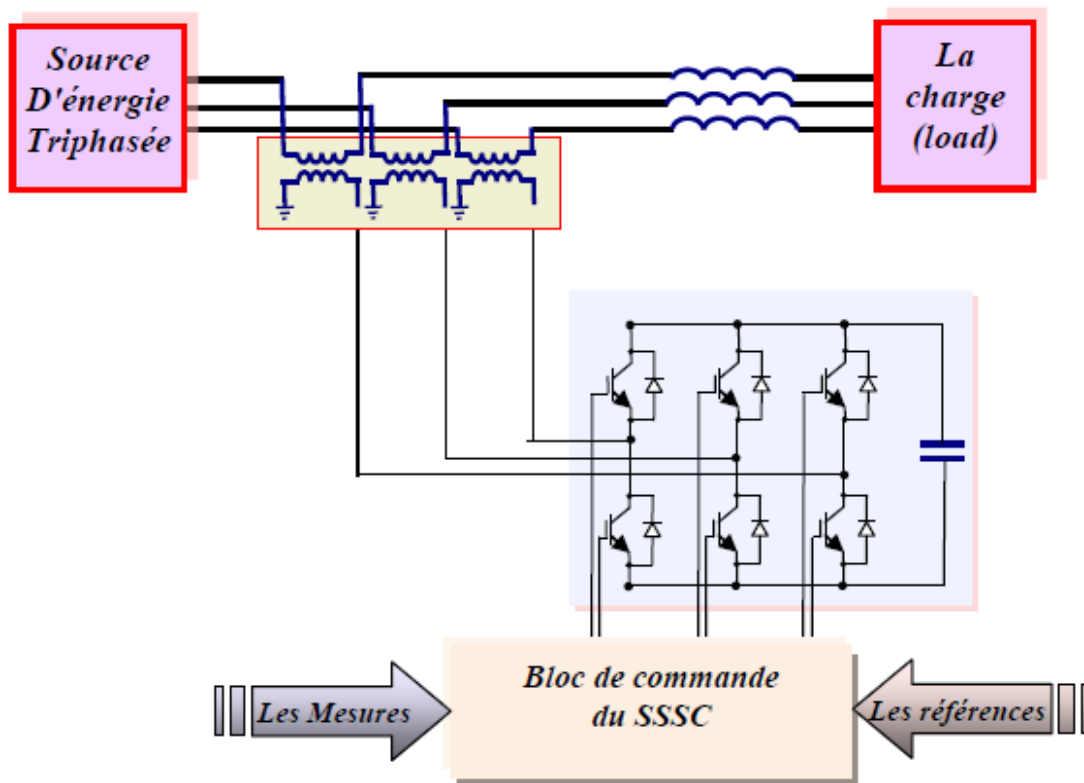 Source
D'énergie
Triphasée
La
charge
(load)
Bloc de commande
du SSSC
Les Mesures
Les références